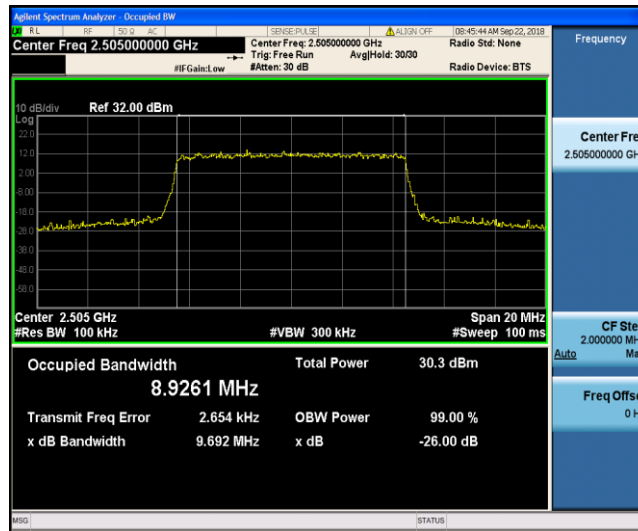 Agilent Spectrum Analyzer - Occupied BW
RL RF 50 Ω AC SENSE:PULSE ALIGN OFF 08:45:44 AM Sep 22, 2018
Center Freq 2.505000000 GHz Center Freq: 2.505000000 GHz Radio Std: None Frequency
Trig: Free Run Avg|Hold: 30/30
#IFGain:Low #Atten: 30 dB Radio Device: BTS
10 dB/div Ref 32.00 dBm
Log
22.0
12.0
2.00
-8.00
-18.0
-28.0
-38.0
-48.0
-58.0
Center Fre
2.505000000 GH
Center 2.505 GHz Span 20 MHz
#Res BW 100 kHz #VBW 300 kHz #Sweep 100 ms
CF Ste
2.000000 MH
Auto Ma
Occupied Bandwidth Total Power 30.3 dBm
8.9261 MHz
Transmit Freq Error 2.654 kHz OBW Power 99.00 %
x dB Bandwidth 9.692 MHz x dB -26.00 dB
Freq Offse
0 H
MSG STATUS